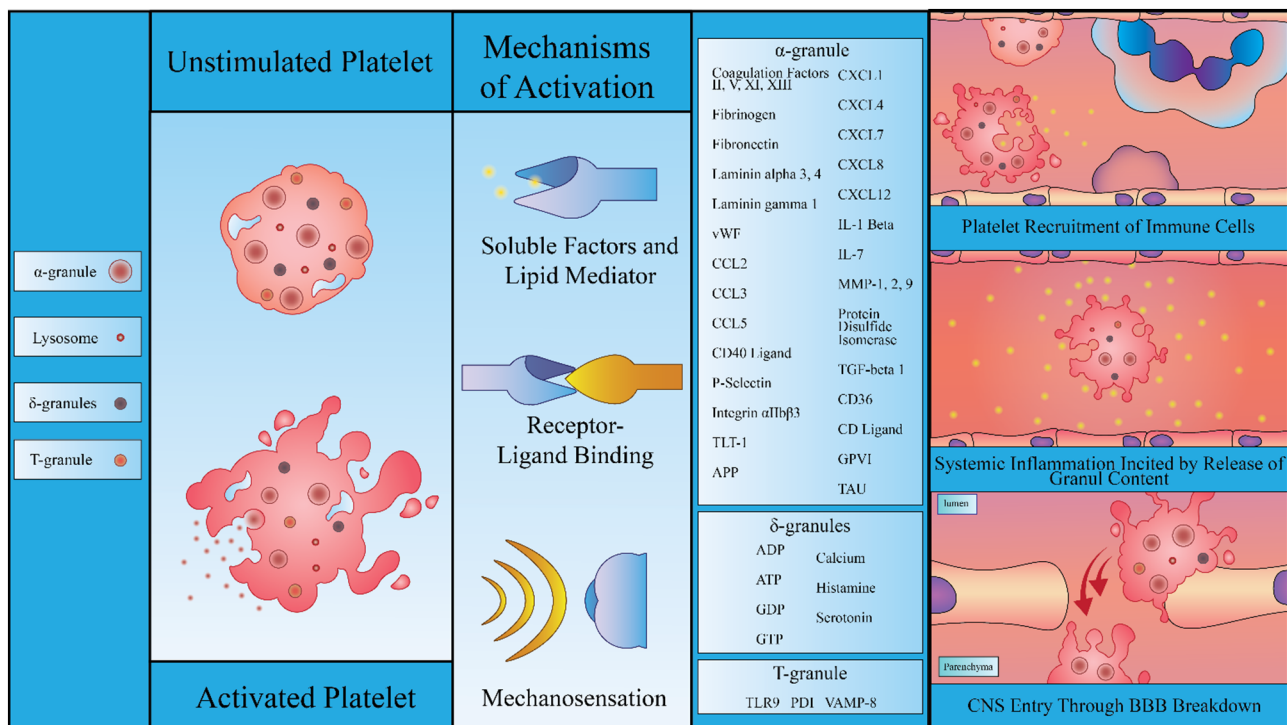 α-granule
Lysosome
δ-granules
T-granule
Unstimulated Platelet
Activated Platelet
Mechanisms
of Activation
Soluble Factors and
Lipid Mediator
Receptor-
Ligand Binding
Mechanosensation
α-granule
Coagulation Factors
II, V, XI, XIII
Fibrinogen
Fibronectin
Laminin alpha 3, 4
Laminin gamma 1
vWF
CCL2
CCL3
CCL5
CD40 Ligand
P-Selectin
Integrin αIIbβ3
TLT-1
APP
CXCL1
CXCL4
CXCL7
CXCL8
CXCL12
IL-1 Beta
IL-7
MMP-1, 2, 9
Protein
Disulfide
Isomerase
TGF-beta 1
CD36
CD Ligand
GPVI
TAU
δ-granules
ADP
ATP
GDP
GTP
Calcium
Histamine
Serotonin
T-granule
TLR9 PDI VAMP-8
Platelet Recruitment of Immune Cells
Systemic Inflammation Incited by Release of
Granul Content
lumen
Parenchyma
CNS Entry Through BBB Breakdown